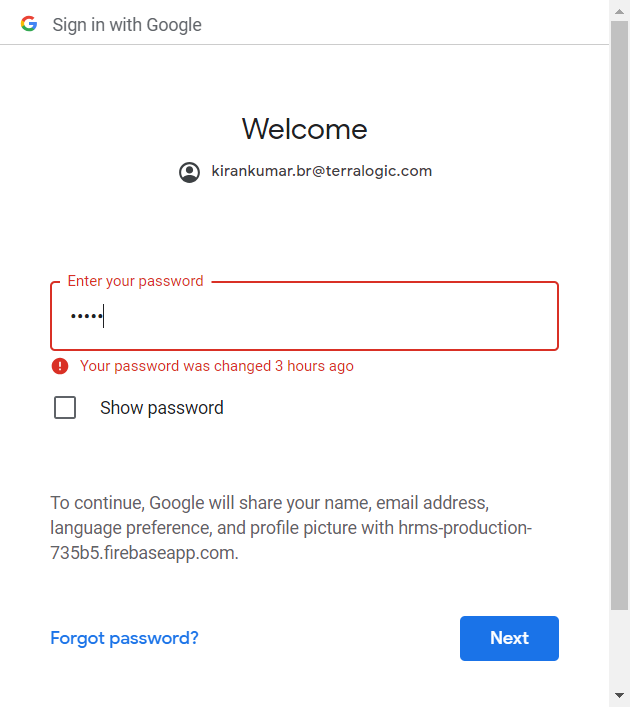 Sign in with Google
Welcome
kirankumar.br@terralogic.com
Enter your password
•••••
Your password was changed 3 hours ago
Show password
To continue, Google will share your name, email address,
language preference, and profile picture with hrms-production-
735b5.firebaseapp.com.
Forgot password?
Next